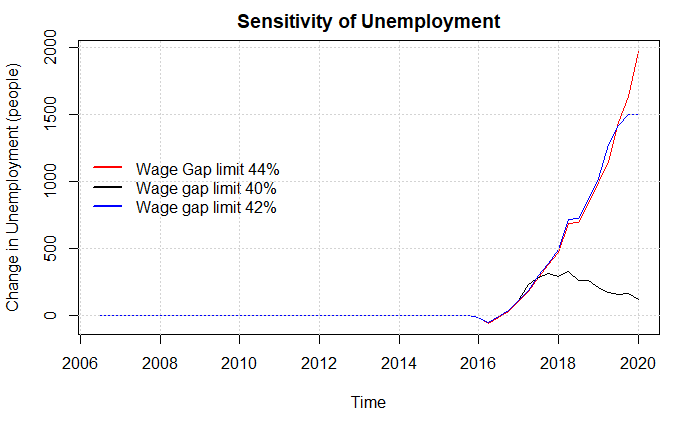 Sensitivity of Unemployment
Change in Unemployment (people)
2000
1500
1000
500
0
Wage Gap limit 44%
Wage gap limit 40%
Wage gap limit 42%
2006 2008 2010 2012 2014 2016 2018 2020
Time